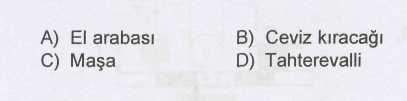 A) El arabası B) Ceviz kıracağı
C) Maşa D) Tahterevalli